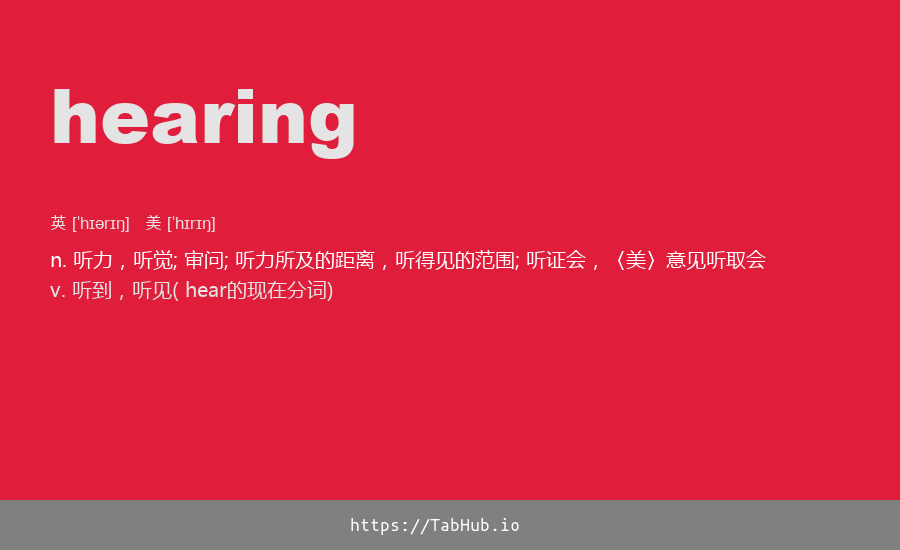 hearing
英 [ˈhɪərɪŋ] 美 [ˈhɪrɪŋ]
n. 听力，听觉; 审问; 听力所及的距离，听得见的范围; 听证会，〈美〉意见听取会
v. 听到，听见( hear的现在分词)
https://TabHub.io